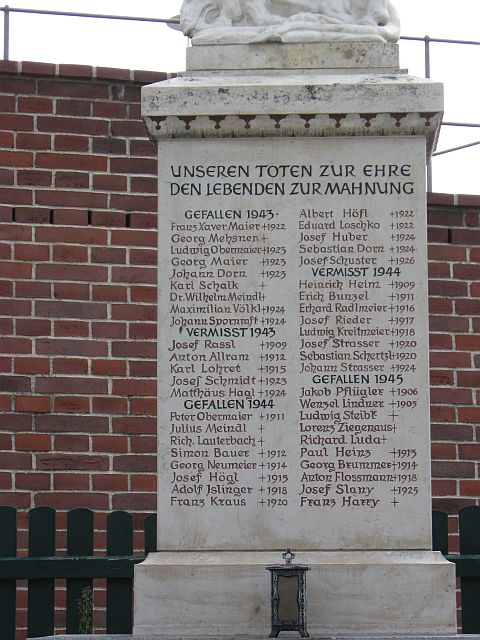 UNSEREN TOTEN ZUR EHRE
DEN LEBENDEN ZUR MAHNUNG
GEFALLEN 1943·
Franz Xaver Maier
Georg Mehsner +
Ludwig Obermaier +1923
Georg Maier +1923
Johann Dorn +1923
Karl Schalk +
Dr. Wilhelm Meindl +
Maximilian Völkl +1924
Johann Spornraft +1924
VERMISST 1943
Josef Rassl +1909
Anton Allram +1912
Karl Lohret +1915
Josef Schmidt +1923
Matthäus Hagl +1924
GEFALLEN 1944
Peter Obermaier +1911
Julius Meindl +
Rich. Lauterbach +
Simon Bauer +1912
Georg Neumeier +1914
Josef Högl +1915
Adolf Islinger +1918
Franz Kraus +1920
Albert Höfl +1922
Eduard Loschko +1922
Josef Huber +1924
Sebastian Dorn +1924
Josef Schuster +1926
VERMISST 1944
Heinrich Heim +1909
Erich Bunzel +1911
Erhard Radlmeier +1916
Josef Rieder +1917
Ludwig Kreitmeier +1918
Josef Strasser +1920
Sebastian Schertzl +1920
Johann Strasser +1924
GEFALLEN 1945
Jakob Pflügler +1906
Wenzel Lindner +1903
Ludwig Steibl +
Lorenz Ziegenaus +
Richard Luda +
Paul Heinz +1913
Georg Brummer +1914
Anton Flossmann +1918
Josef Slany +1925
Franz Harry +